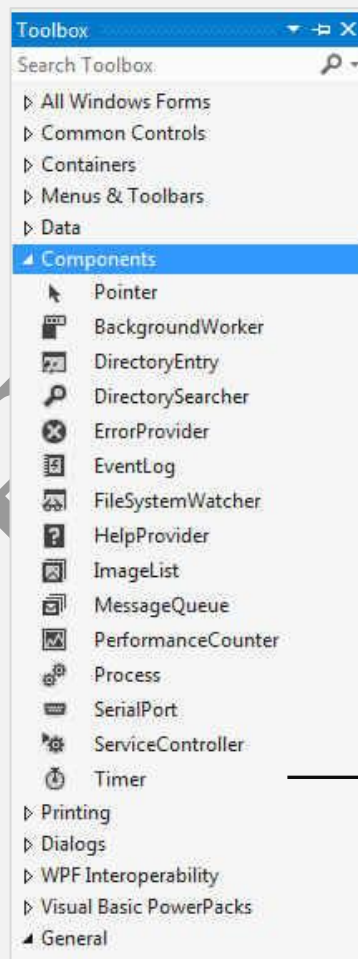 Toolbox
Search Toolbox
All Windows Forms
Common Controls
Containers
Menus & Toolbars
Data
Components
Pointer
BackgroundWorker
DirectoryEntry
DirectorySearcher
ErrorProvider
EventLog
FileSystemWatcher
HelpProvider
ImageList
MessageQueue
PerformanceCounter
Process
SerialPort
ServiceController
Timer
Printing
Dialogs
WPF Interoperability
Visual Basic PowerPacks
General